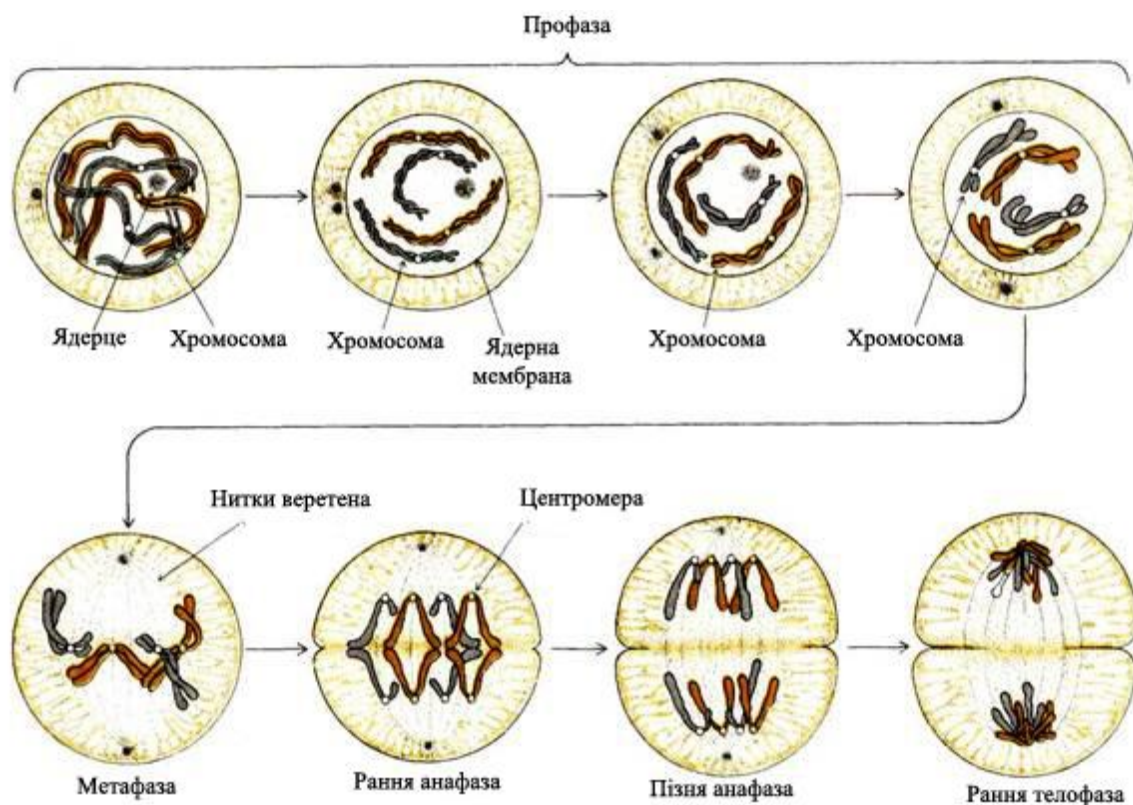 Профаза
Ядерце
Хромосома
Хромосома
Ядерна
мембрана
Хромосома
Хромосома
Нитки веретена
Центромера
Метафаза
Рання анафаза
Пізня анафаза
Рання телофаза